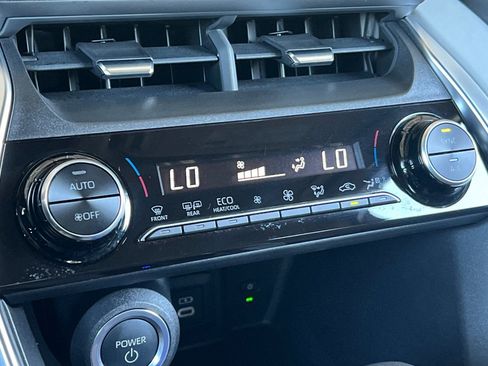 LO LO
AUTO
OFF
FRONT REAR ECO HEAT/COOL
POWER